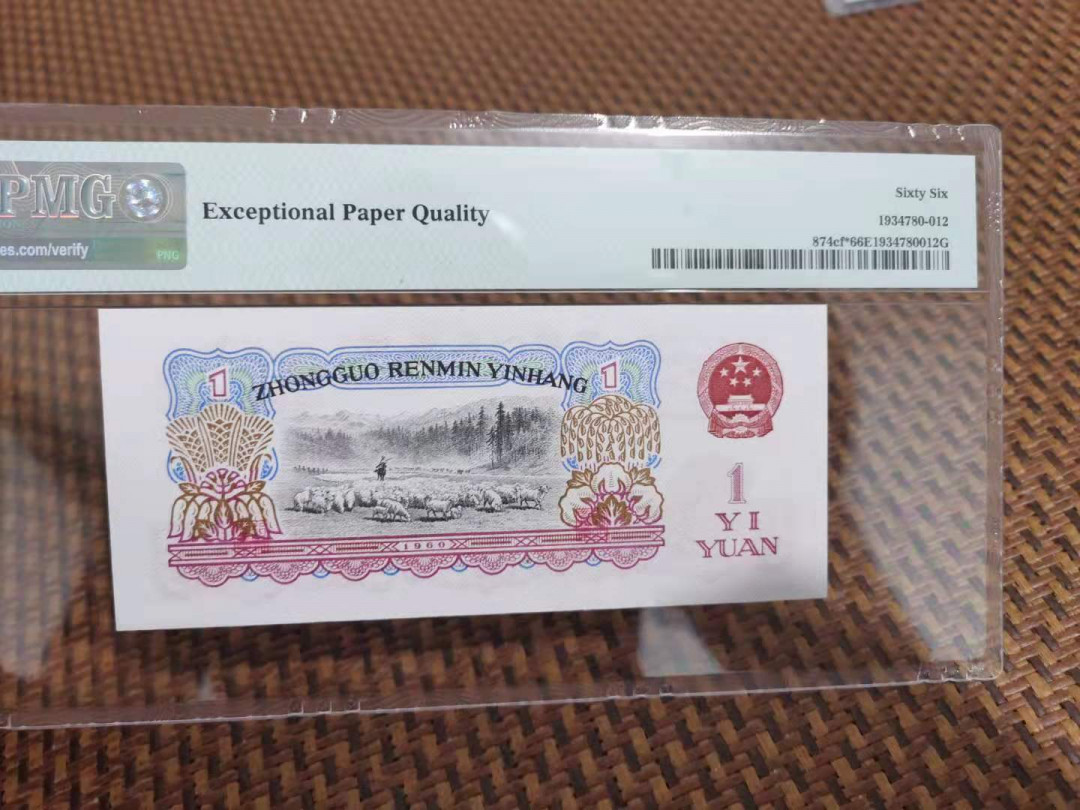 PMG
es.com/verify
PMG
Exceptional Paper Quality
Sixty Six
1934780-012
874cf*66E1934780012G
1
ZHONGGUO RENMIN YINHANG
1
1960
1
YI
YUAN